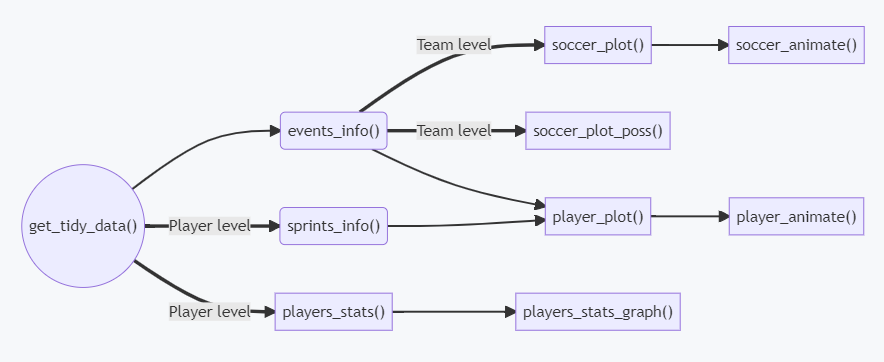 Team level
soccer_plot()
soccer_animate()
events_info()
Team level
soccer_plot_poss()
get_tidy_data()
Player level
sprints_info()
player_plot()
player_animate()
Player level
players_stats()
players_stats_graph()